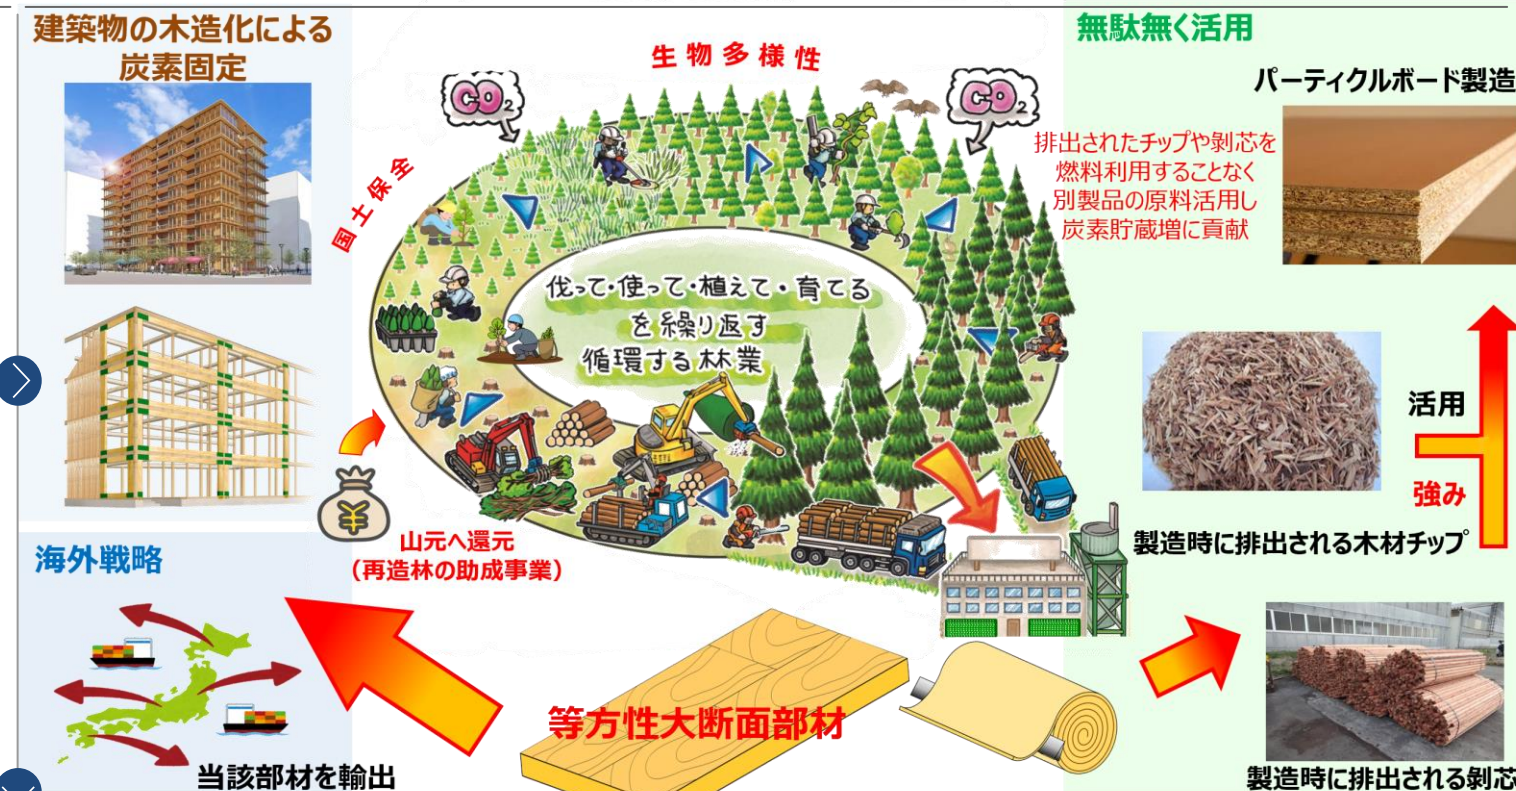 建築物の木造化による
炭素固定
海外戦略
当該部材を輸出
生物多様性
国土保全
CO2
CO2
伐って・使って・植えて・育てる
を繰り返す
循環する林業
¥
山元へ還元
(再造林の助成事業)
等方性大断面部材
無駄無く活用
パーティクルボード製造
排出されたチップや剝芯を
燃料利用することなく
別製品の原料活用し
炭素貯蔵増に貢献
活用
強み
製造時に排出される木材チップ
製造時に排出される剝芯